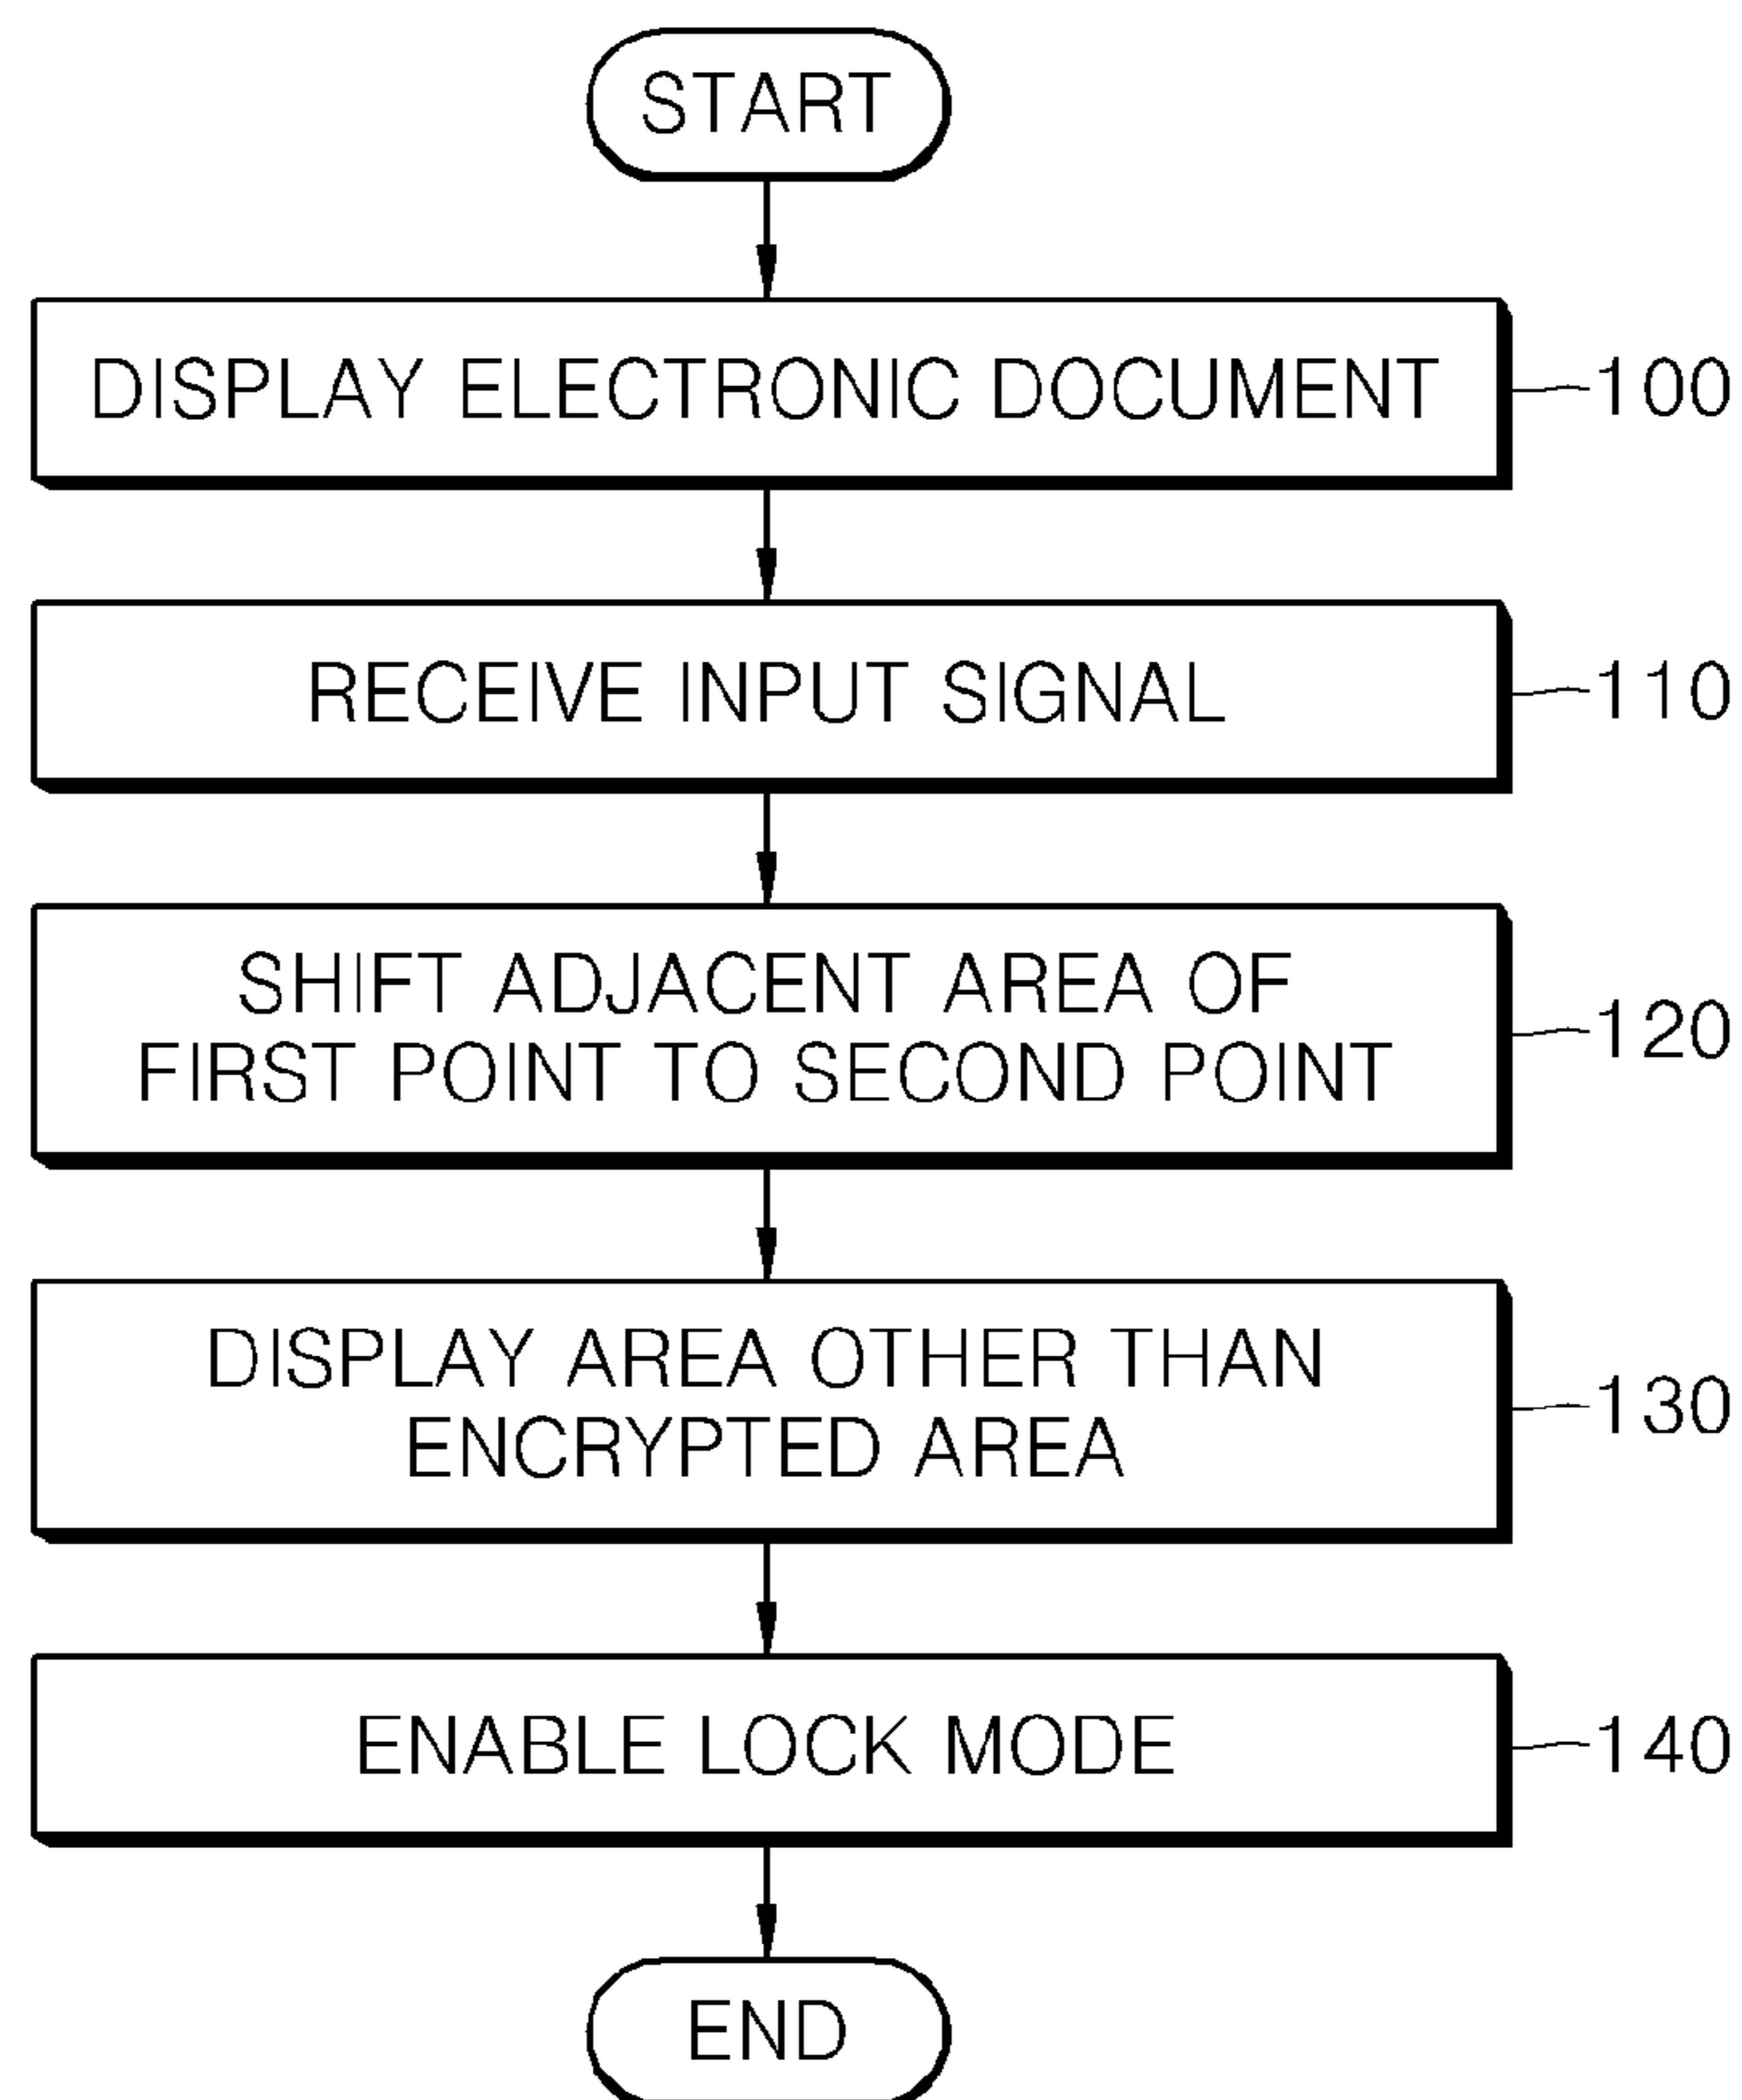 START
DISPLAY ELECTRONIC DOCUMENT
100
RECEIVE INPUT SIGNAL
110
SHIFT ADJACENT AREA OF
FIRST POINT TO SECOND POINT
120
DISPLAY AREA OTHER THAN
ENCRYPTED AREA
130
ENABLE LOCK MODE
140
END